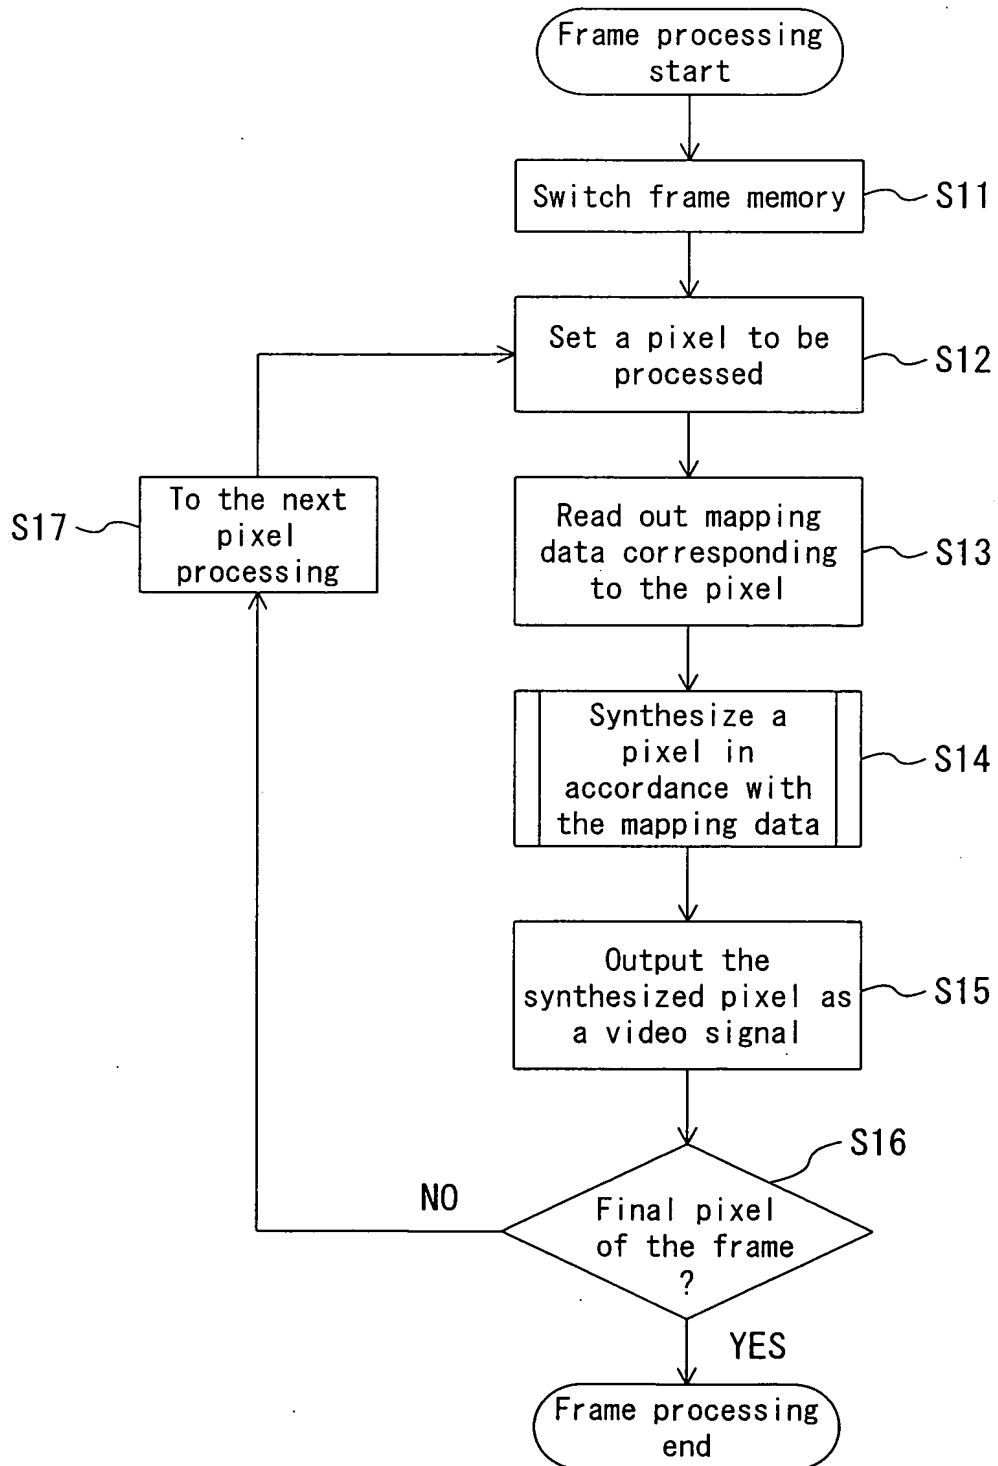 Frame processing
start
Switch frame memory
S11
Set a pixel to be
processed
S12
To the next
pixel
processing
S17
Read out mapping
data corresponding
to the pixel
S13
Synthesize a
pixel in
accordance with
the mapping data
S14
Output the
synthesized pixel as
a video signal
S15
S16
NO
Final pixel
of the frame
?
YES
Frame processing
end